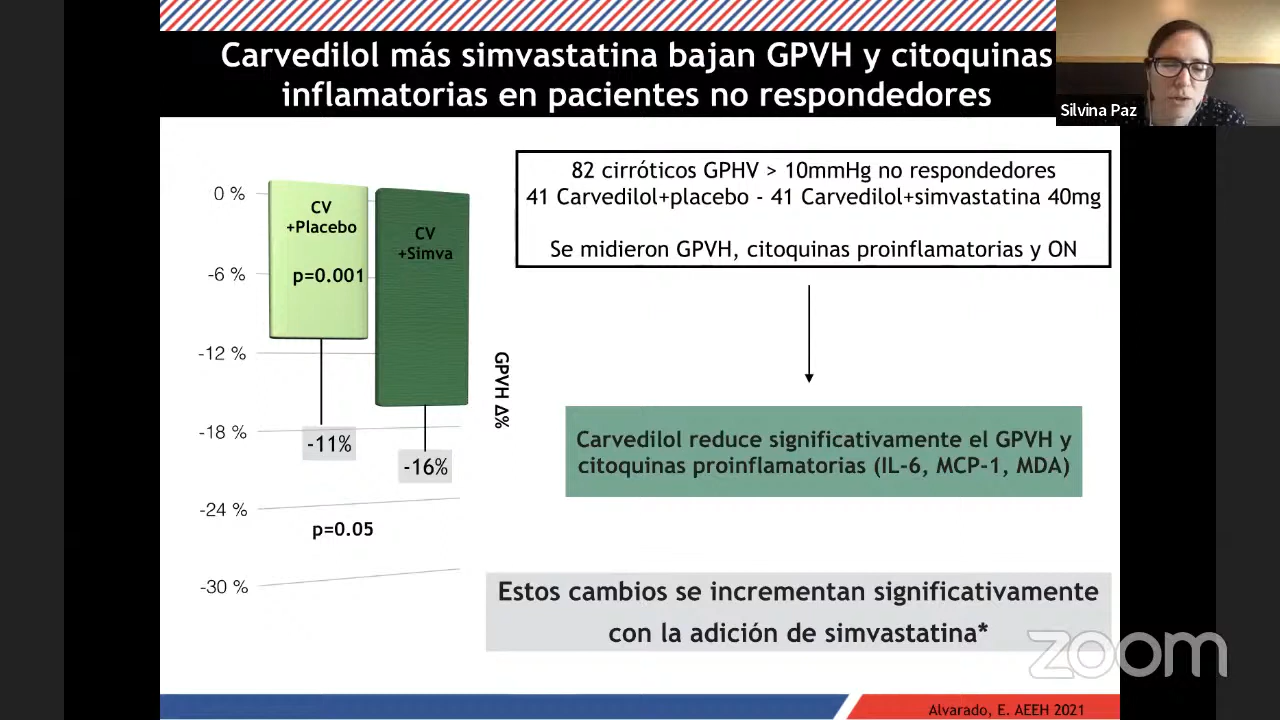 Carvedilol más simvastatina bajan GPVH y citoquinas
inflamatorias en pacientes no respondedores
Silvina Paz
82 cirróticos GPHV > 10mmHg no respondedores
41 Carvedilol+placebo - 41 Carvedilol+simvastatina 40mg
Se midieron GPVH, citoquinas proinflamatorias y ON
0 %
-6 %
-12 %
-18 %
-24 %
-30 %
CV
+Placebo
p=0.001
CV
+Simva
-11%
-16%
p=0.05
GPVH Δ%
Carvedilol reduce significativamente el GPVH y
citoquinas proinflamatorias (IL-6, MCP-1, MDA)
Estos cambios se incrementan significativamente
con la adición de simvastatina*
zoom
Alvarado, E. AEEH 2021